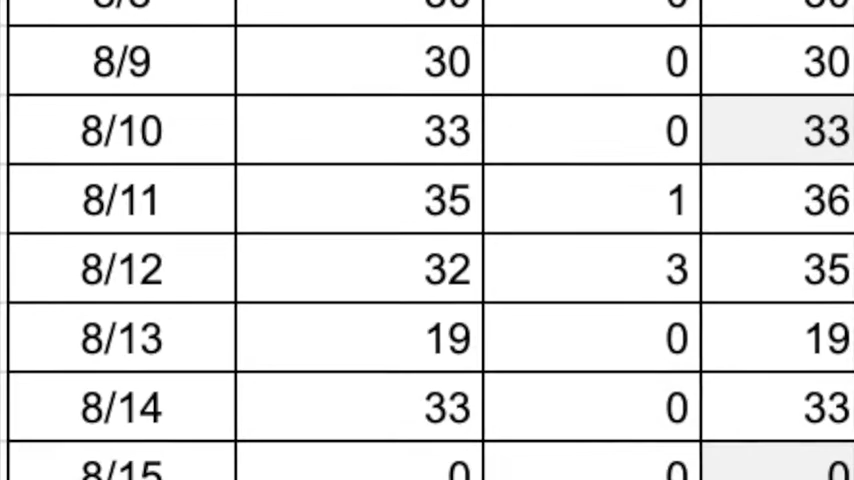 8/9 30 0 30
8/10 33 0 33
8/11 35 1 36
8/12 32 3 35
8/13 19 0 19
8/14 33 0 33
8/15 0 0 0